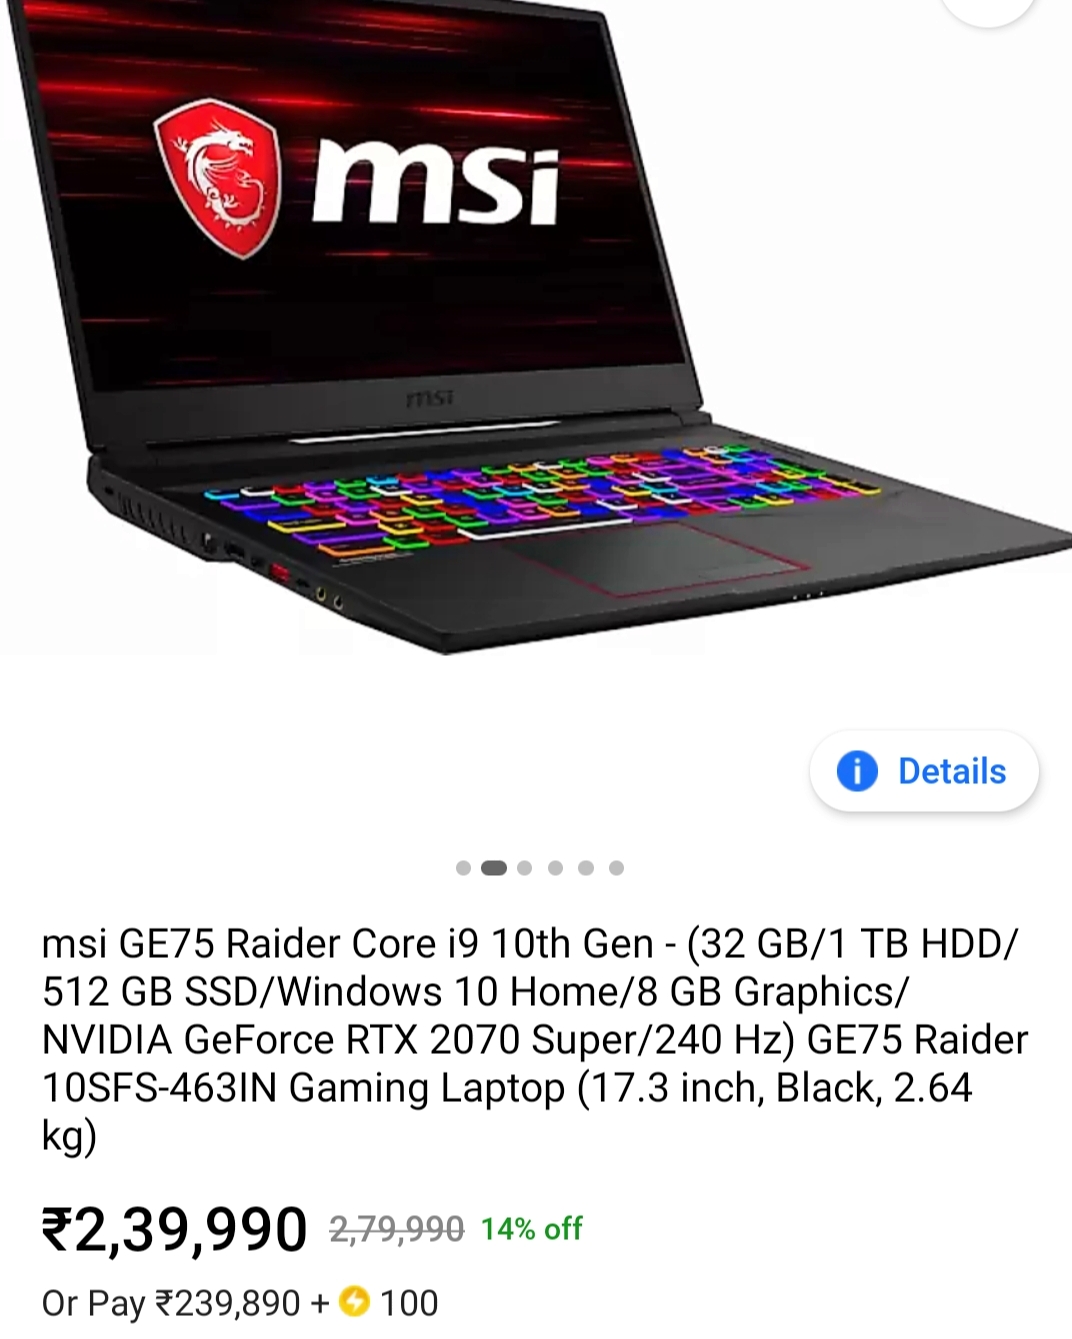 msi
msi
Details
msi GE75 Raider Core i9 10th Gen - (32 GB/1 TB HDD/
512 GB SSD/Windows 10 Home/8 GB Graphics/
NVIDIA GeForce RTX 2070 Super/240 Hz) GE75 Raider
10SFS-463IN Gaming Laptop (17.3 inch, Black, 2.64
kg)
₹2,39,990 2,79,990 14% off
Or Pay ₹239,890 + 100